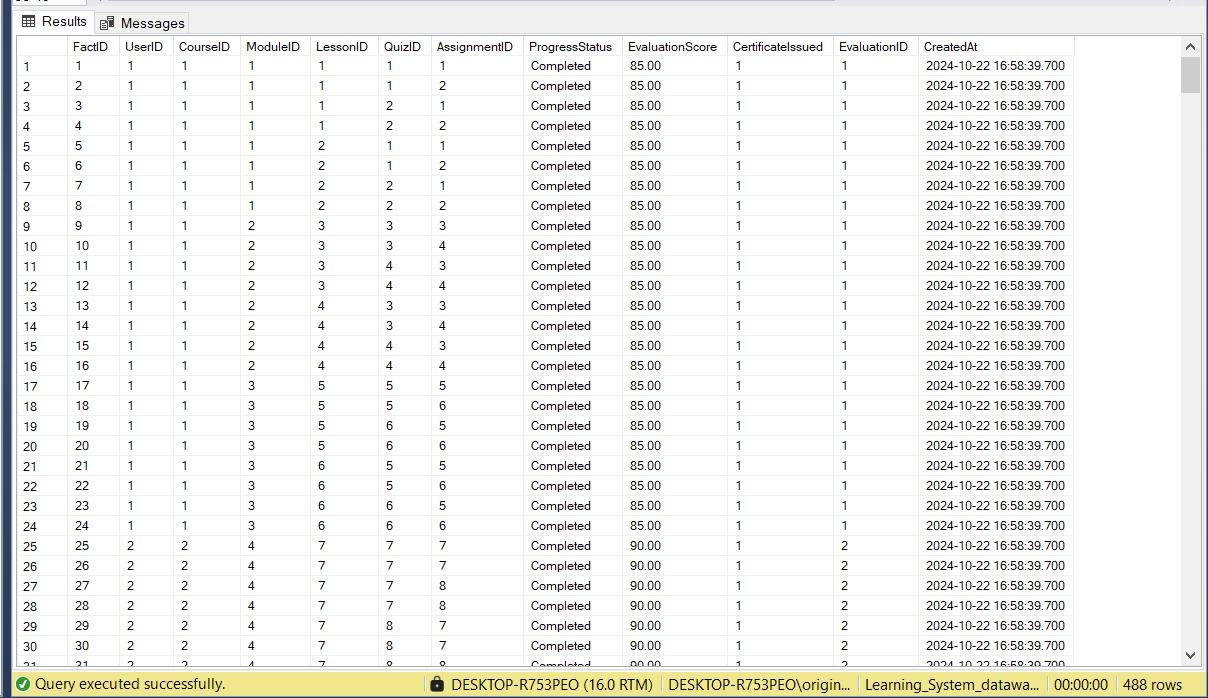 Results Messages
FactID UserID CourseID ModuleID LessonID QuizID AssignmentID ProgressStatus EvaluationScore CertificateIssued EvaluationID CreatedAt
1 1 1 1 1 1 1 1 Completed 85.00 1 1 2024-10-22 16:58:39.700
2 2 1 1 1 1 1 2 Completed 85.00 1 1 2024-10-22 16:58:39.700
3 3 1 1 1 1 2 1 Completed 85.00 1 1 2024-10-22 16:58:39.700
4 4 1 1 1 1 2 2 Completed 85.00 1 1 2024-10-22 16:58:39.700
5 5 1 1 1 2 1 1 Completed 85.00 1 1 2024-10-22 16:58:39.700
6 6 1 1 1 2 1 2 Completed 85.00 1 1 2024-10-22 16:58:39.700
7 7 1 1 1 2 2 1 Completed 85.00 1 1 2024-10-22 16:58:39.700
8 8 1 1 1 2 2 2 Completed 85.00 1 1 2024-10-22 16:58:39.700
9 9 1 1 2 3 3 3 Completed 85.00 1 1 2024-10-22 16:58:39.700
10 10 1 1 2 3 3 4 Completed 85.00 1 1 2024-10-22 16:58:39.700
11 11 1 1 2 3 4 3 Completed 85.00 1 1 2024-10-22 16:58:39.700
12 12 1 1 2 3 4 4 Completed 85.00 1 1 2024-10-22 16:58:39.700
13 13 1 1 2 4 3 3 Completed 85.00 1 1 2024-10-22 16:58:39.700
14 14 1 1 2 4 3 4 Completed 85.00 1 1 2024-10-22 16:58:39.700
15 15 1 1 2 4 4 3 Completed 85.00 1 1 2024-10-22 16:58:39.700
16 16 1 1 2 4 4 4 Completed 85.00 1 1 2024-10-22 16:58:39.700
17 17 1 1 3 5 5 5 Completed 85.00 1 1 2024-10-22 16:58:39.700
18 18 1 1 3 5 5 6 Completed 85.00 1 1 2024-10-22 16:58:39.700
19 19 1 1 3 5 6 5 Completed 85.00 1 1 2024-10-22 16:58:39.700
20 20 1 1 3 5 6 6 Completed 85.00 1 1 2024-10-22 16:58:39.700
21 21 1 1 3 6 5 5 Completed 85.00 1 1 2024-10-22 16:58:39.700
22 22 1 1 3 6 5 6 Completed 85.00 1 1 2024-10-22 16:58:39.700
23 23 1 1 3 6 6 5 Completed 85.00 1 1 2024-10-22 16:58:39.700
24 24 1 1 3 6 6 6 Completed 85.00 1 1 2024-10-22 16:58:39.700
25 25 2 2 4 7 7 7 Completed 90.00 1 2 2024-10-22 16:58:39.700
26 26 2 2 4 7 7 7 Completed 90.00 1 2 2024-10-22 16:58:39.700
27 27 2 2 4 7 7 8 Completed 90.00 1 2 2024-10-22 16:58:39.700
28 28 2 2 4 7 7 8 Completed 90.00 1 2 2024-10-22 16:58:39.700
29 29 2 2 4 7 8 7 Completed 90.00 1 2 2024-10-22 16:58:39.700
30 30 2 2 4 7 8 7 Completed 90.00 1 2 2024-10-22 16:58:39.700
31 31 2 2 4 7 8 8 Completed 90.00 1 2 2024-10-22 16:58:39.700
Query executed successfully. DESKTOP-R753PEO (16.0 RTM) DESKTOP-R753PEO\origin... Learning_System_datawa... 00:00:00 488 rows